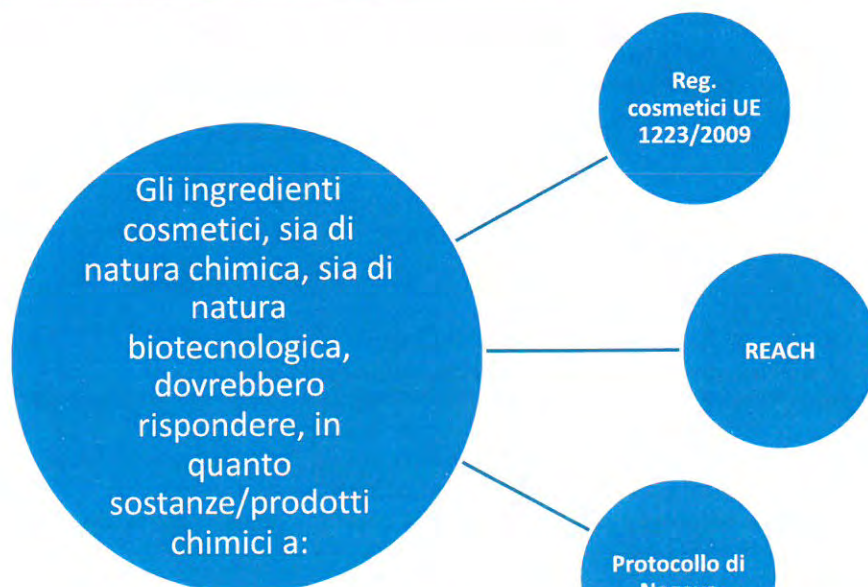 Gli ingredienti
cosmetici, sia di
natura chimica, sia di
natura
biotecnologica,
dovrebbero
rispondere, in
quanto
sostanze/prodotti
chimici a:
Reg.
cosmetici UE
1223/2009
REACH
Protocollo di